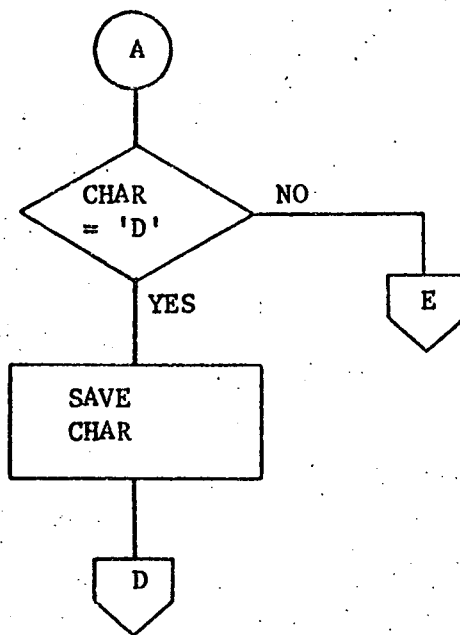 A
CHAR
= 'D'
NO
E
YES
SAVE
CHAR
D